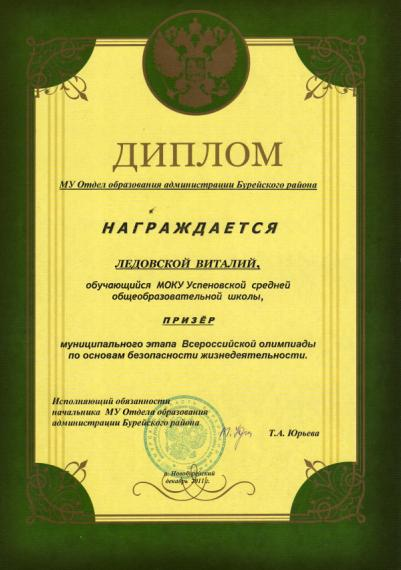 ДИПЛОМ
МУ Отдел образования администрации Бурейского района
НАГРАЖДАЕТСЯ
ЛЕДОВСКОЙ ВИТАЛИЙ,
обучающийся МОКУ Успеновской средней
общеобразовательной школы,
ПРИЗЁР
муниципального этапа Всероссийской олимпиады
по основам безопасности жизнедеятельности.
Исполняющий обязанности
начальника МУ Отдела образования
администрации Бурейского района
Т.А. Юрьева
п. Новобурейский
декабрь 2011г.